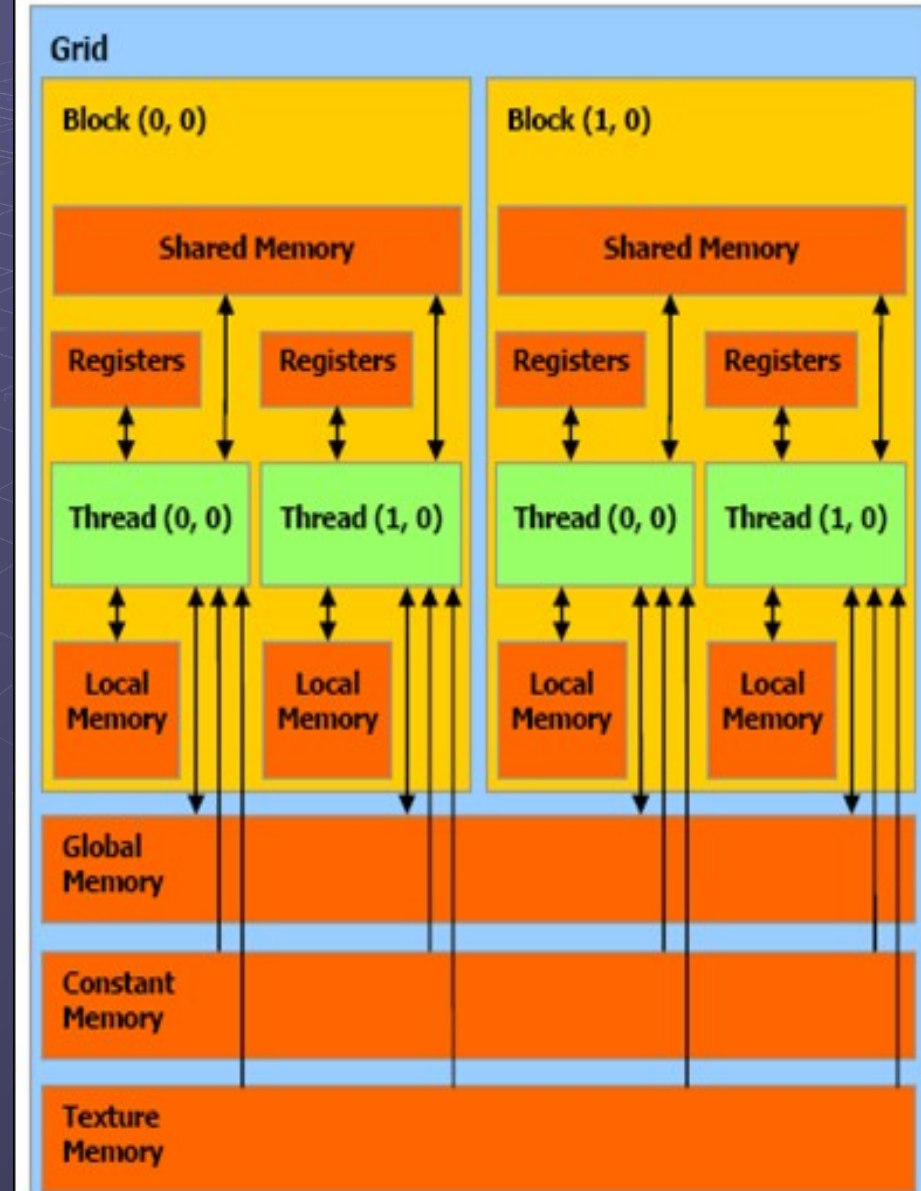 Grid
Block (0, 0)
Block (1, 0)
Shared Memory
Shared Memory
Registers
Registers
Registers
Registers
Thread (0, 0)
Thread (1, 0)
Thread (0, 0)
Thread (1, 0)
Local
Memory
Local
Memory
Local
Memory
Local
Memory
Global
Memory
Constant
Memory
Texture
Memory